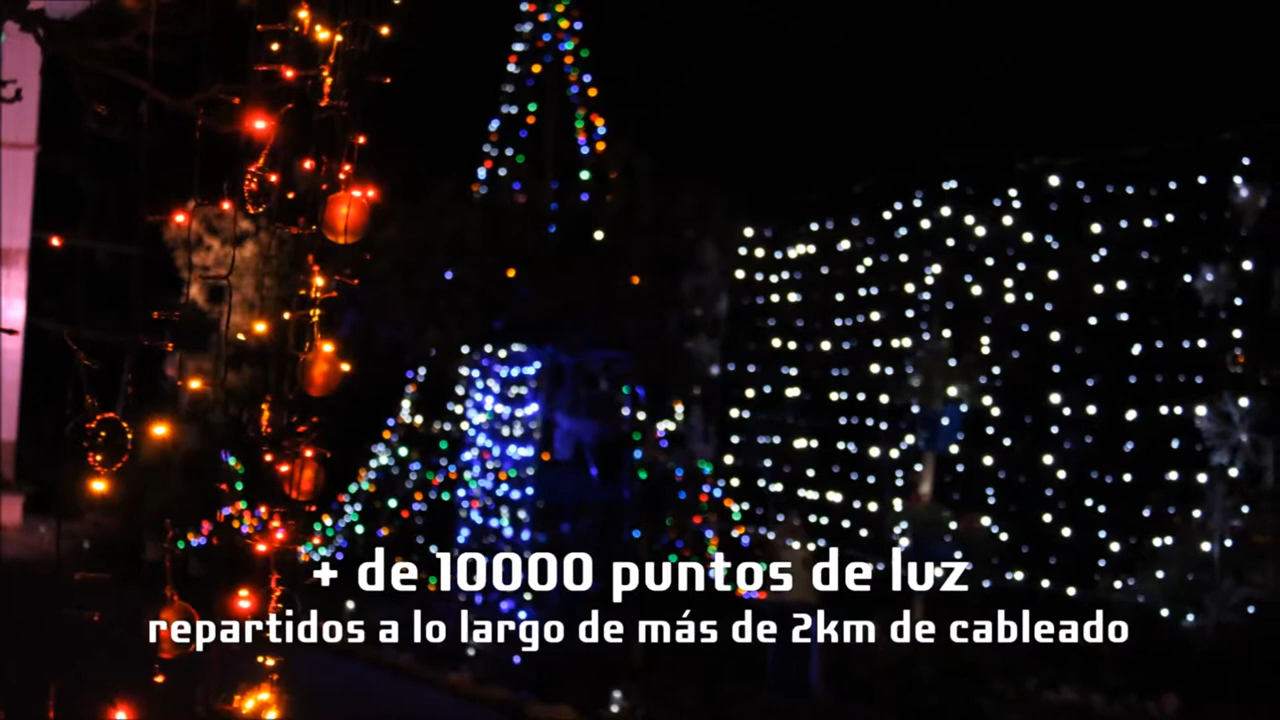 + de 10000 puntos de luz
repartidos a lo largo de más de 2km de cableado